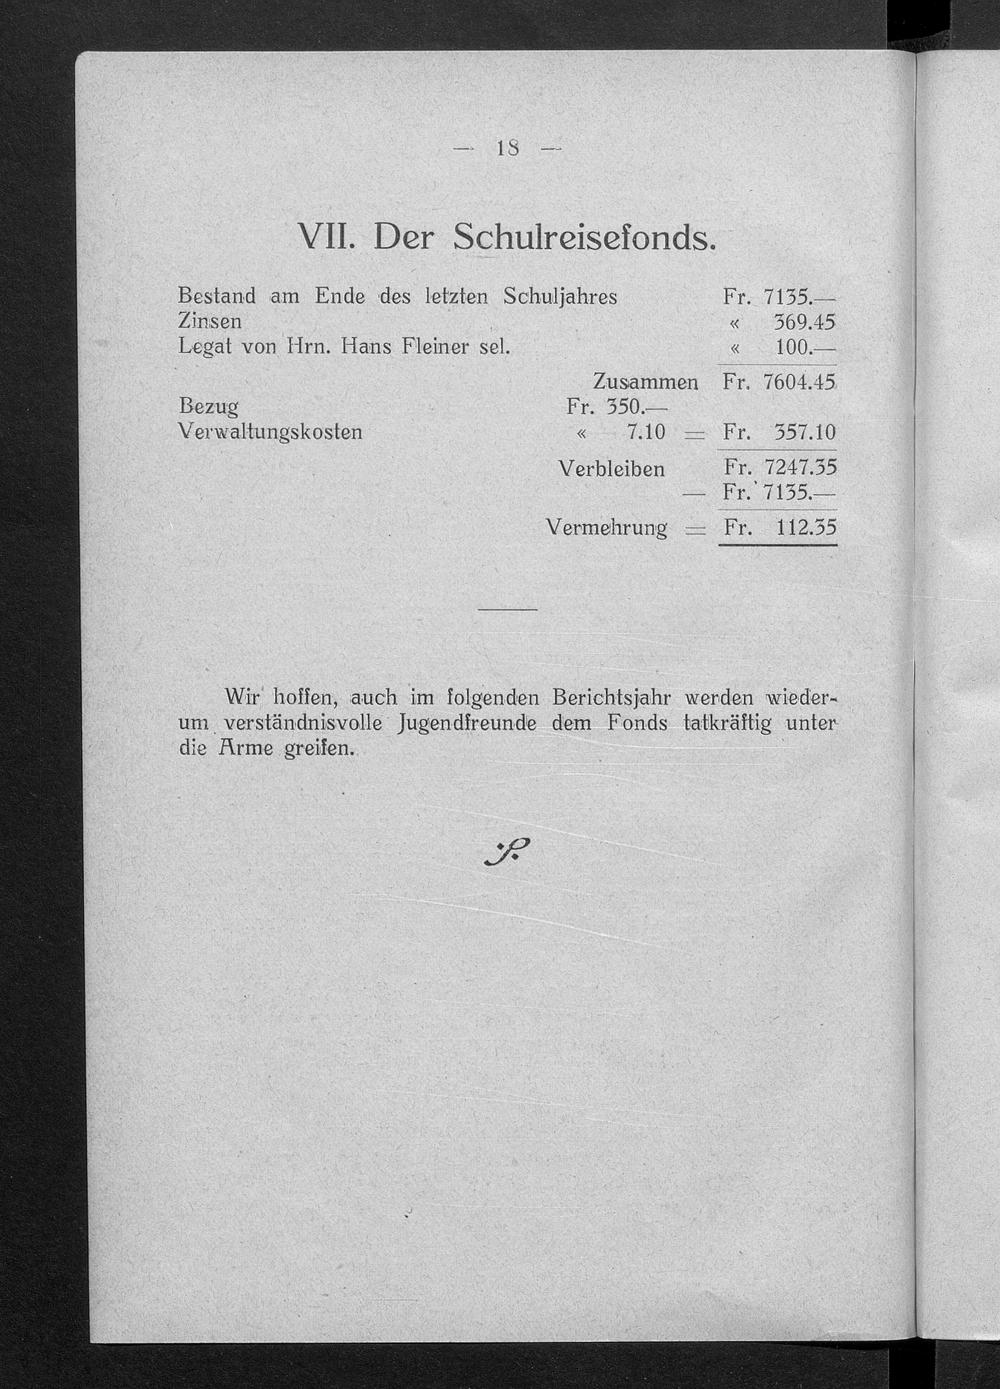 — 18 —
VII. Der Schulreisefonds.
Bestand am Ende des letzten Schuljahres Fr. 7135.—
Zinsen « 369.45
Legat von Hrn. Hans Fleiner sel. « 100.—
Zusammen Fr. 7604.45
Bezug Fr. 350.—
Verwaltungskosten « 7.10 = Fr. 357.10
Verbleiben Fr. 7247.35
— Fr. 7135.—
Vermehrung = Fr. 112.35
Wir hoffen, auch im folgenden Berichtsjahr werden wieder-
um verständnisvolle Jugendfreunde dem Fonds tatkräftig unter
die Arme greifen.